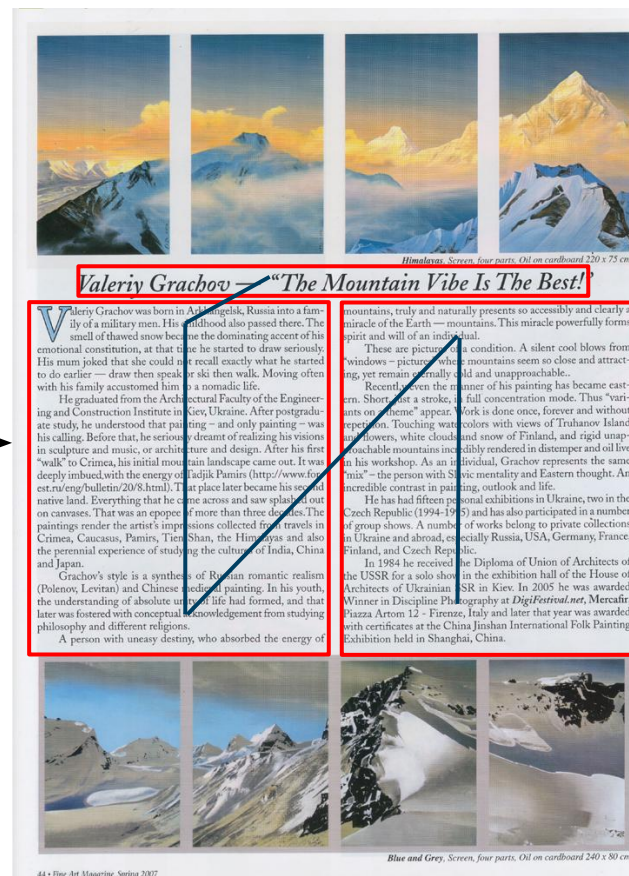 Himalayas, Screen, four parts, Oil on cardboard 220 x 75 cm
Valeriy Grachov — “The Mountain Vibe Is The Best!”
Valeriy Grachov was born in Arkhangelsk, Russia into a fam-
ily of a military men. His childhood also passed there. The
smell of thawed snow became the dominating accent of his
emotional constitution, at that time he started to draw seriously.
His mum joked that she could not recall exactly what he started
to do earlier — draw then speak or ski then walk. Moving often
with his family accustomed him to a nomadic life.
He graduated from the Architectural Faculty of the Engineer-
ing and Construction Institute in Kiev, Ukraine. After postgradu-
ate study, he understood that painting – and only painting – was
his calling. Before that, he seriously dreamt of realizing his visions
in sculpture and music, or architecture and design. After his first
“walk” to Crimea, his initial mountain landscape came out. It was
deeply imbued with the energy of Tadjik Pamirs (http://www.for
est.ru/eng/bulletin/20/8.html). That place later became his second
native land. Everything that he came across and saw splashed out
on canvases. That was an epopee of more than three decades. The
paintings render the artist's impressions collected from travels in
Crimea, Caucasus, Pamirs, Tien Shan, the Himalayas and also
the perennial experience of studying the cultures of India, China
and Japan.
Grachov's style is a synthesis of Russian romantic realism
(Polenov, Levitan) and Chinese medieval painting. In his youth,
the understanding of absolute unity of life had formed, and that
later was fostered with conceptual acknowledgement from studying
philosophy and different religions.
A person with uneasy destiny, who absorbed the energy of
mountains, truly and naturally presents so accessibly and clearly a
miracle of the Earth — mountains. This miracle powerfully forms
spirit and will of an individual.
These are pictures of a condition. A silent cool blows from
“windows – pictures” where mountains seem so close and attract-
ing, yet remain eternally cold and unapproachable..
Recently, even the manner of his painting has became east-
ern. Short, just a stroke, in full concentration mode. Thus “vari-
ants on theme” appear. Work is done once, forever and without
repetition. Touching watercolors with views of Truhanov Island
and flowers, white clouds and snow of Finland, and rigid unap-
proachable mountains incredibly rendered in distemper and oil live
in his workshop. As an individual, Grachov represents the same
“mix” – the person with Slavic mentality and Eastern thought. An
incredible contrast in painting, outlook and life.
He has had fifteen personal exhibitions in Ukraine, two in the
Czech Republic (1994-1995) and has also participated in a number
of group shows. A number of works belong to private collections
in Ukraine and abroad, especially Russia, USA, Germany, France,
Finland, and Czech Republic.
In 1984 he received the Diploma of Union of Architects of
the USSR for a solo show in the exhibition hall of the House of
Architects of Ukrainian SSR in Kiev. In 2005 he was awarded
Winner in Discipline Photography at DigiFestival.net, Mercafir
Piazza Artom 12 - Firenze, Italy and later that year was awarded
with certificates at the China Jinshan International Folk Painting
Exhibition held in Shanghai, China.
Blue and Grey, Screen, four parts, Oil on cardboard 240 x 80 cm
44 • Fine Art Magazine, Spring 2007